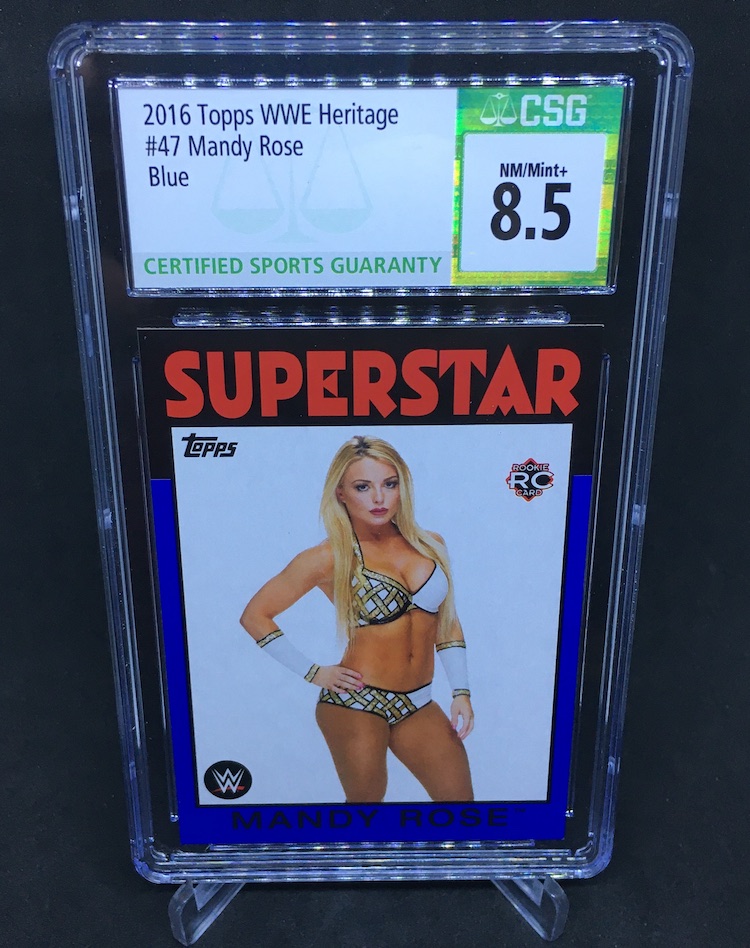 2016 Topps WWE Heritage
#47 Mandy Rose
Blue
CERTIFIED SPORTS GUARANTY
CSG
NM/Mint+
8.5
SUPERSTAR
topps
ROOKIE
RC
CARD
W
MANDY ROSE™